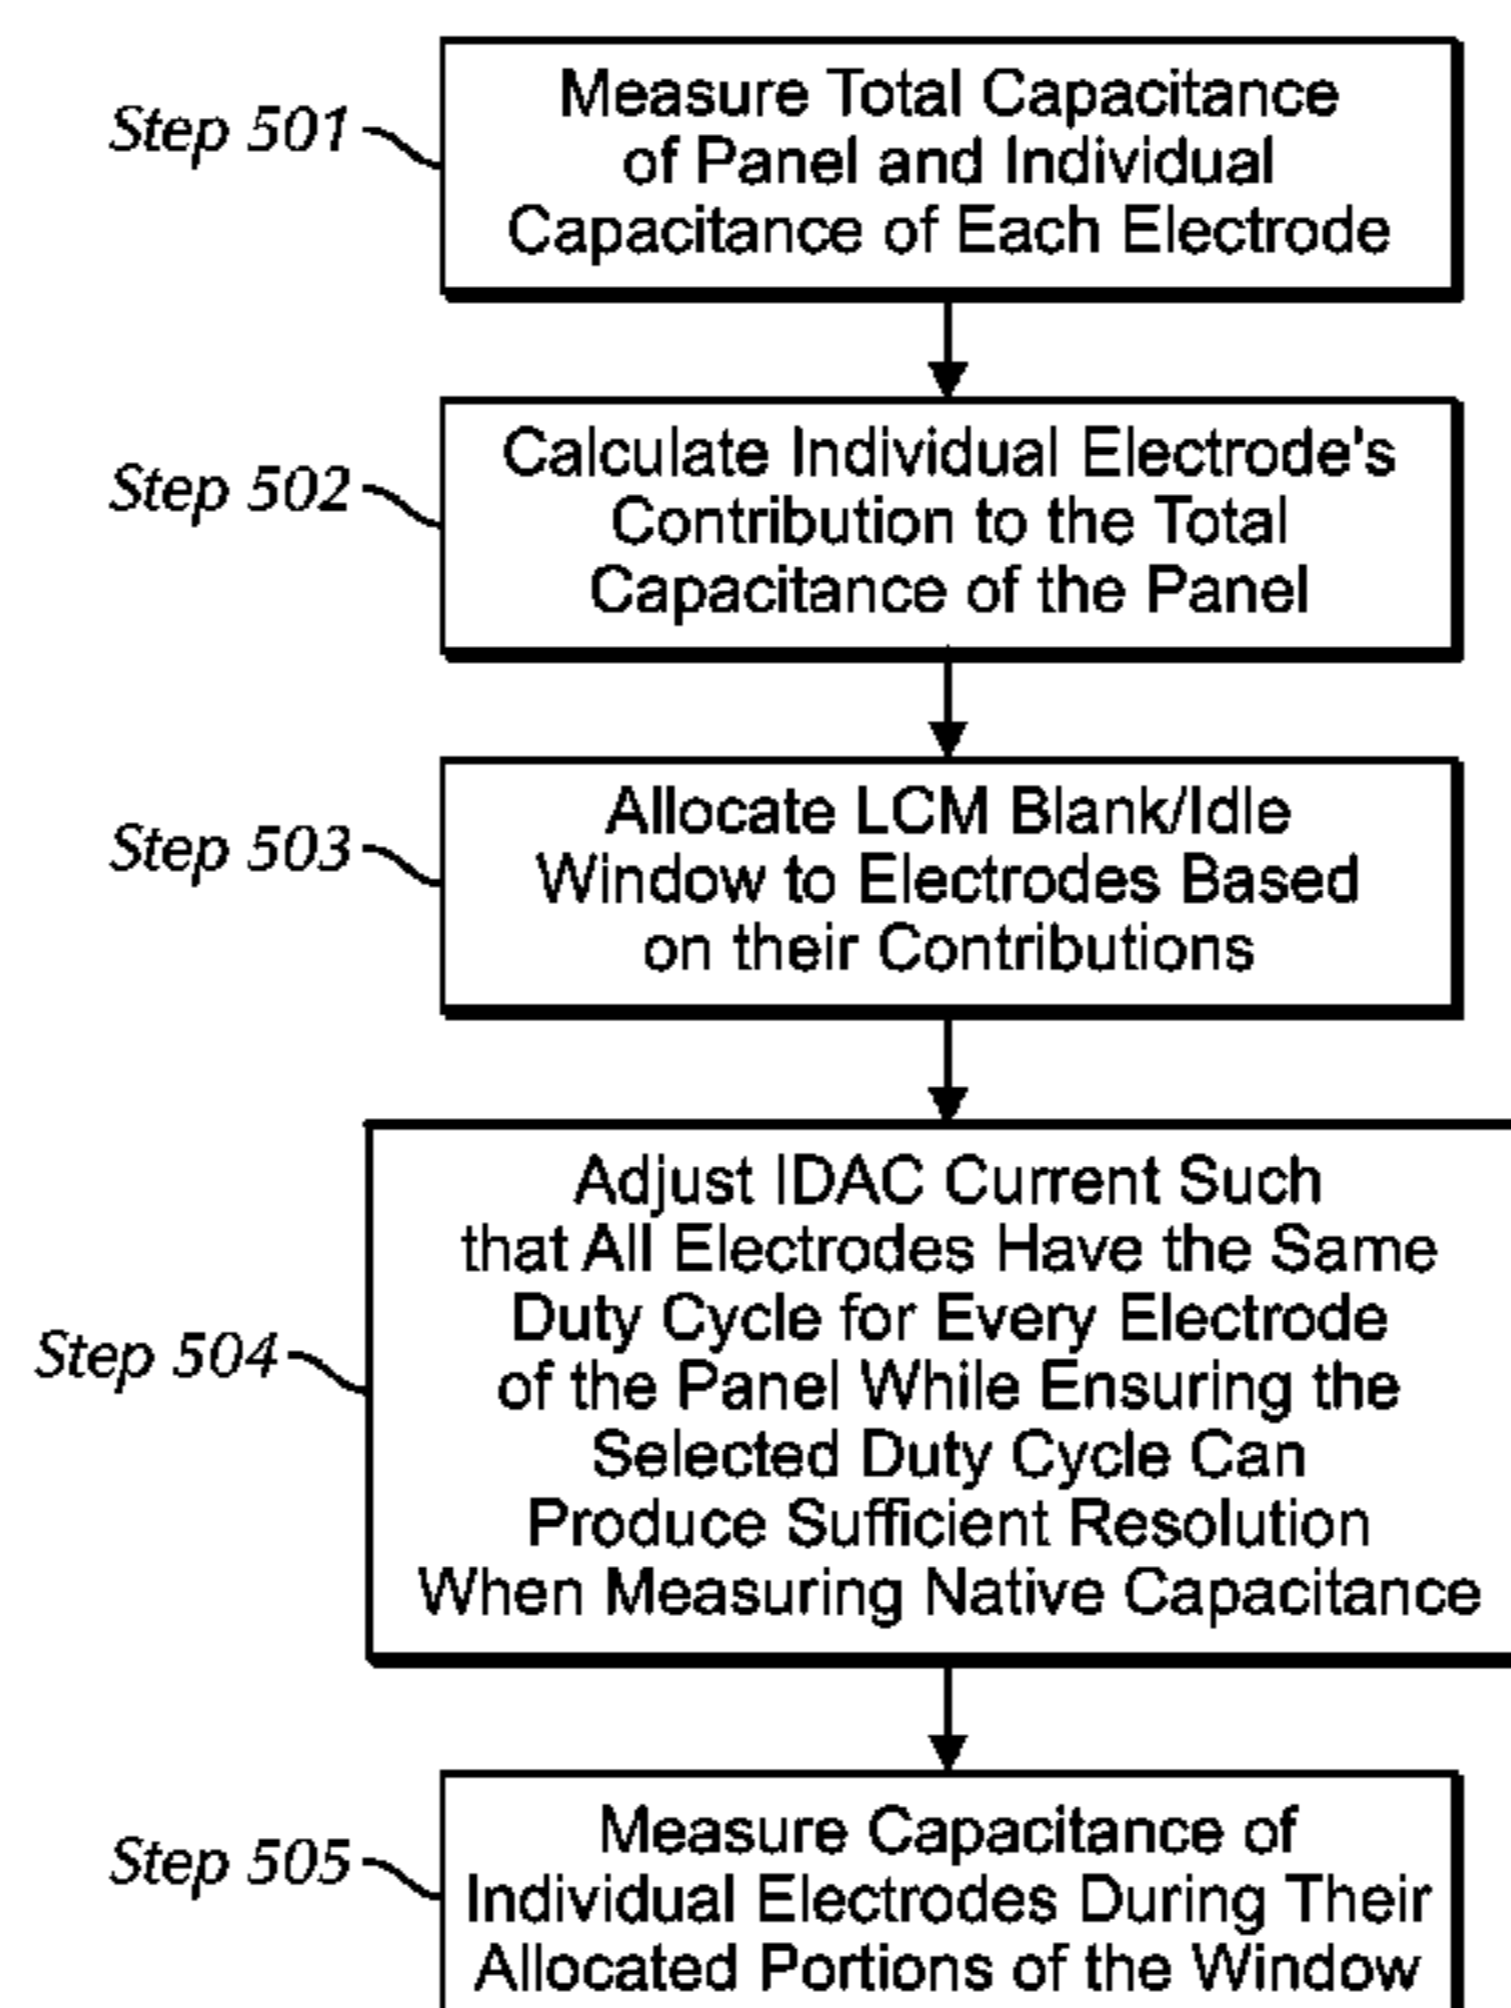 Step 501
Measure Total Capacitance
of Panel and Individual
Capacitance of Each Electrode
Step 502
Calculate Individual Electrode's
Contribution to the Total
Capacitance of the Panel
Step 503
Allocate LCM Blank/Idle
Window to Electrodes Based
on their Contributions
Step 504
Adjust IDAC Current Such
that All Electrodes Have the Same
Duty Cycle for Every Electrode
of the Panel While Ensuring the
Selected Duty Cycle Can
Produce Sufficient Resolution
When Measuring Native Capacitance
Step 505
Measure Capacitance of
Individual Electrodes During Their
Allocated Portions of the Window